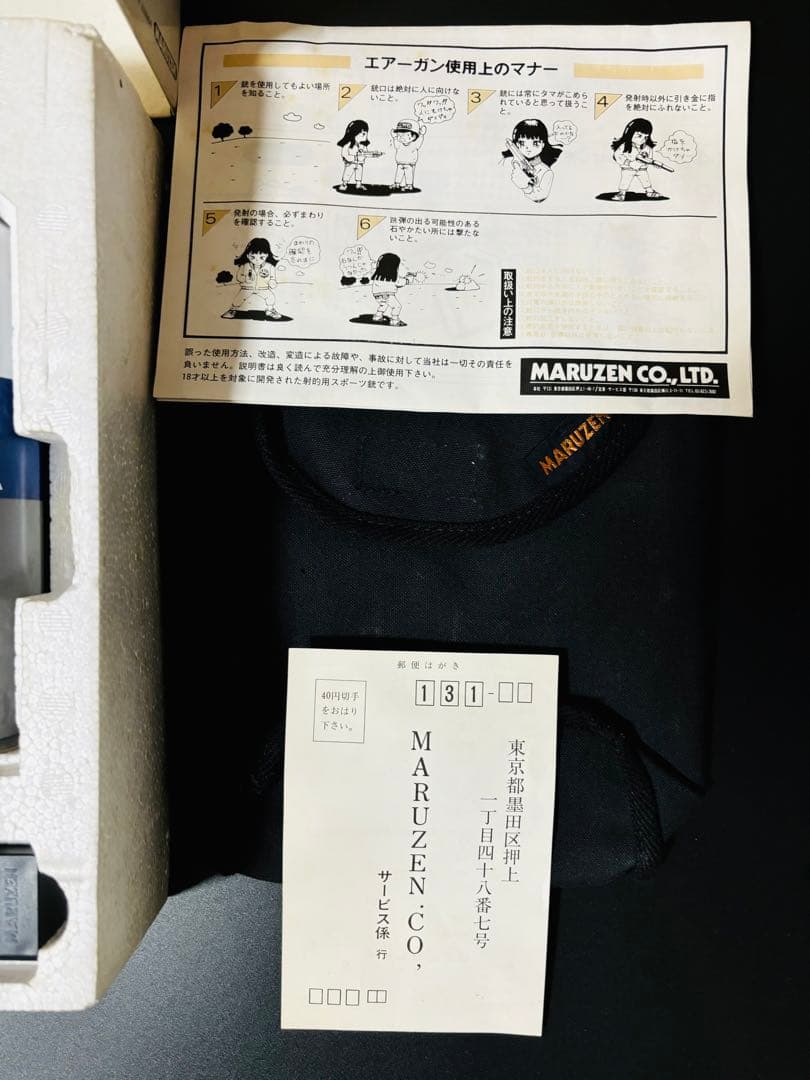 エアーガン使用上のマナー
1
銃を使用してもよい場所
を知ること。
2
銃口は絶対に人に向けな
いこと。
3
銃には常にタマがこめら
れていると思って扱うこ
と。
4
発射時以外に引き金に指
を絶対にふれないこと。
5
発射の場合、必ずまわり
を確認すること。
6
跳弾の出る可能性のある
石やかたい所には撃たな
いこと。
取扱い上の注意
誤った使用方法、改造、変造による故障や、事故に対して当社は一切その責任を
負いません。説明書は良く読んで充分理解の上御使用下さい。
18才以上を対象に開発された射的用スポーツ銃です。
MARUZEN CO.,LTD.
MARUZEN
郵便はがき
40円切手
をおはり
下さい。
131-
東京都墨田区押上
一丁目四十八番七号
MARUZEN.CO,
サービス係 行
MARUZEN